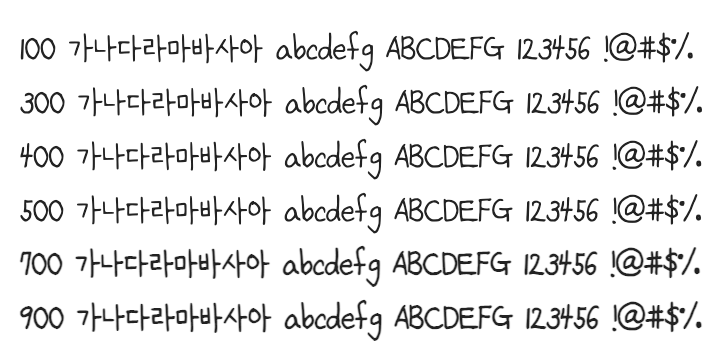 100 가나다라마바사아 abcdefg ABCDEFG 123456 !@#$%.
300 가나다라마바사아 abcdefg ABCDEFG 123456 !@#$%.
400 가나다라마바사아 abcdefg ABCDEFG 123456 !@#$%.
500 가나다라마바사아 abcdefg ABCDEFG 123456 !@#$%.
700 가나다라마바사아 abcdefg ABCDEFG 123456 !@#$%.
900 가나다라마바사아 abcdefg ABCDEFG 123456 !@#$%.